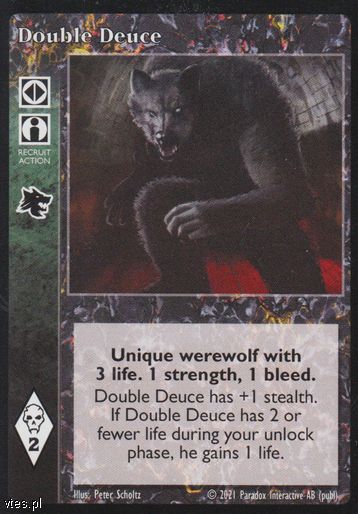 Double Deuce
RECRUIT
ACTION
Unique werewolf with
3 life. 1 strength, 1 bleed.
Double Deuce has +1 stealth.
If Double Deuce has 2 or
fewer life during your unlock
phase, he gains 1 life.
2
Illus: Peter Scholtz © 2021 Paradox Interactive AB (publ)
vtes.pl